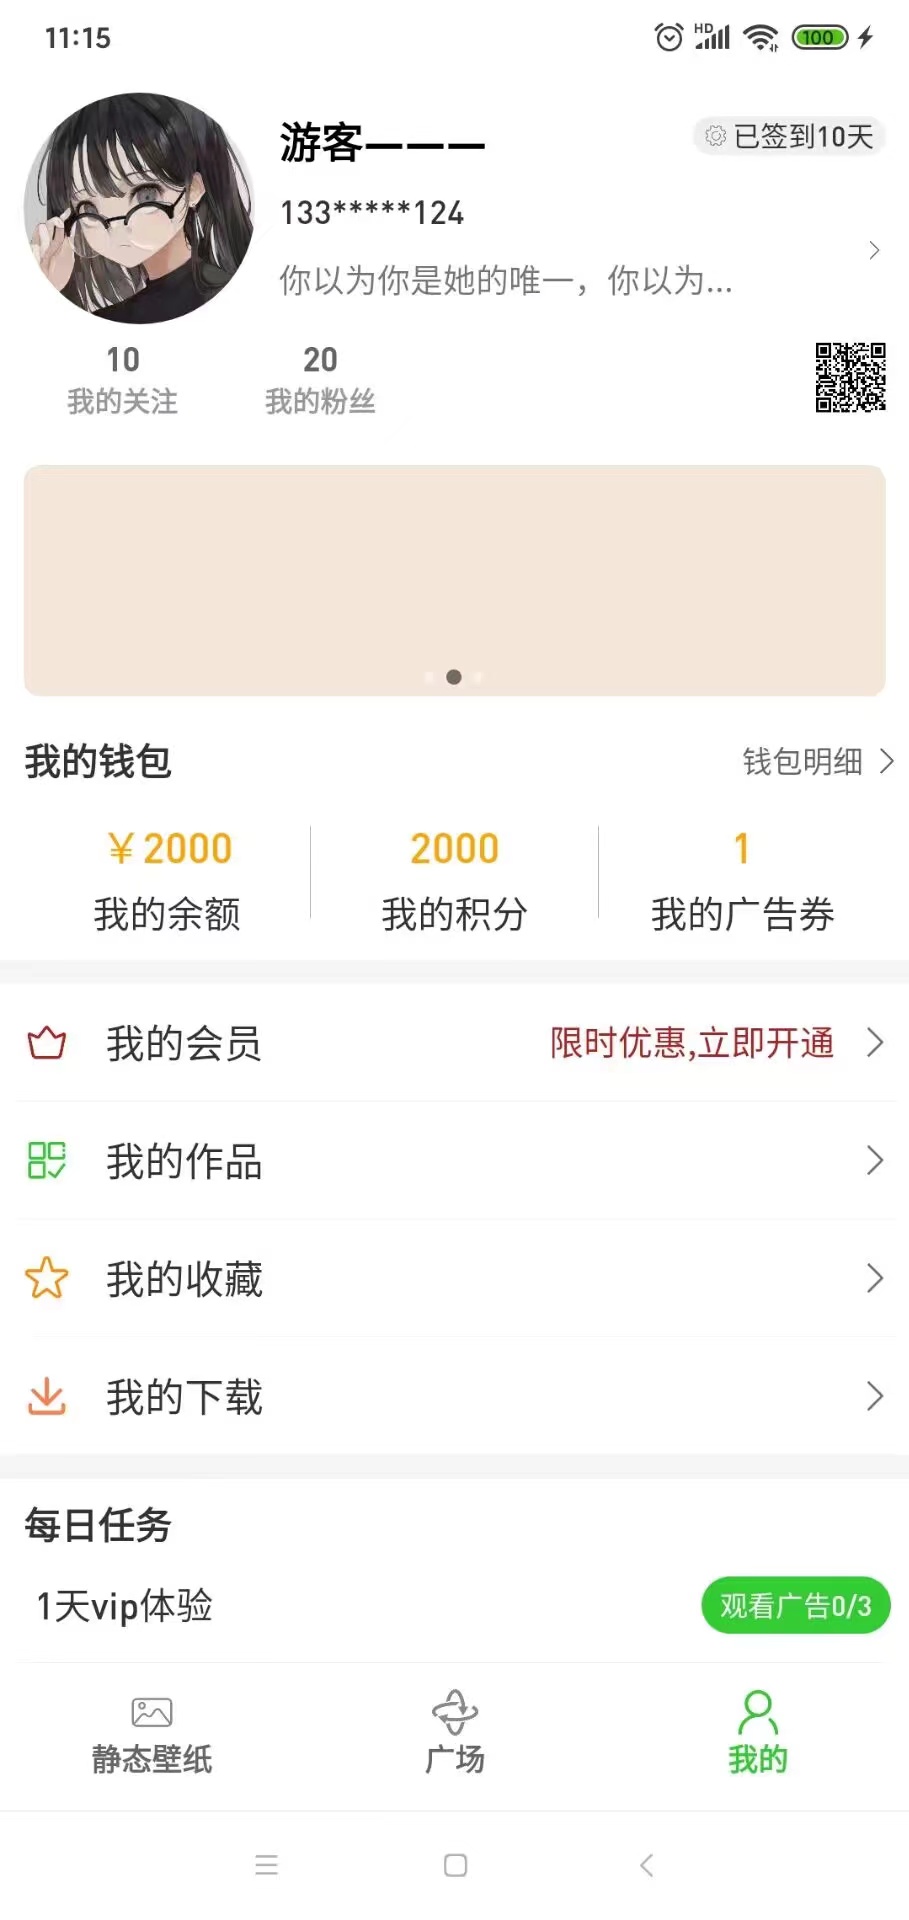 11:15
HD
100
游客———
已签到10天
133*****124
你以为你是她的唯一，你以为...
10
我的关注
20
我的粉丝
我的钱包
钱包明细
￥2000
我的余额
2000
我的积分
1
我的广告券
我的会员
限时优惠,立即开通
我的作品
我的收藏
我的下载
每日任务
1天vip体验
观看广告0/3
静态壁纸
广场
我的